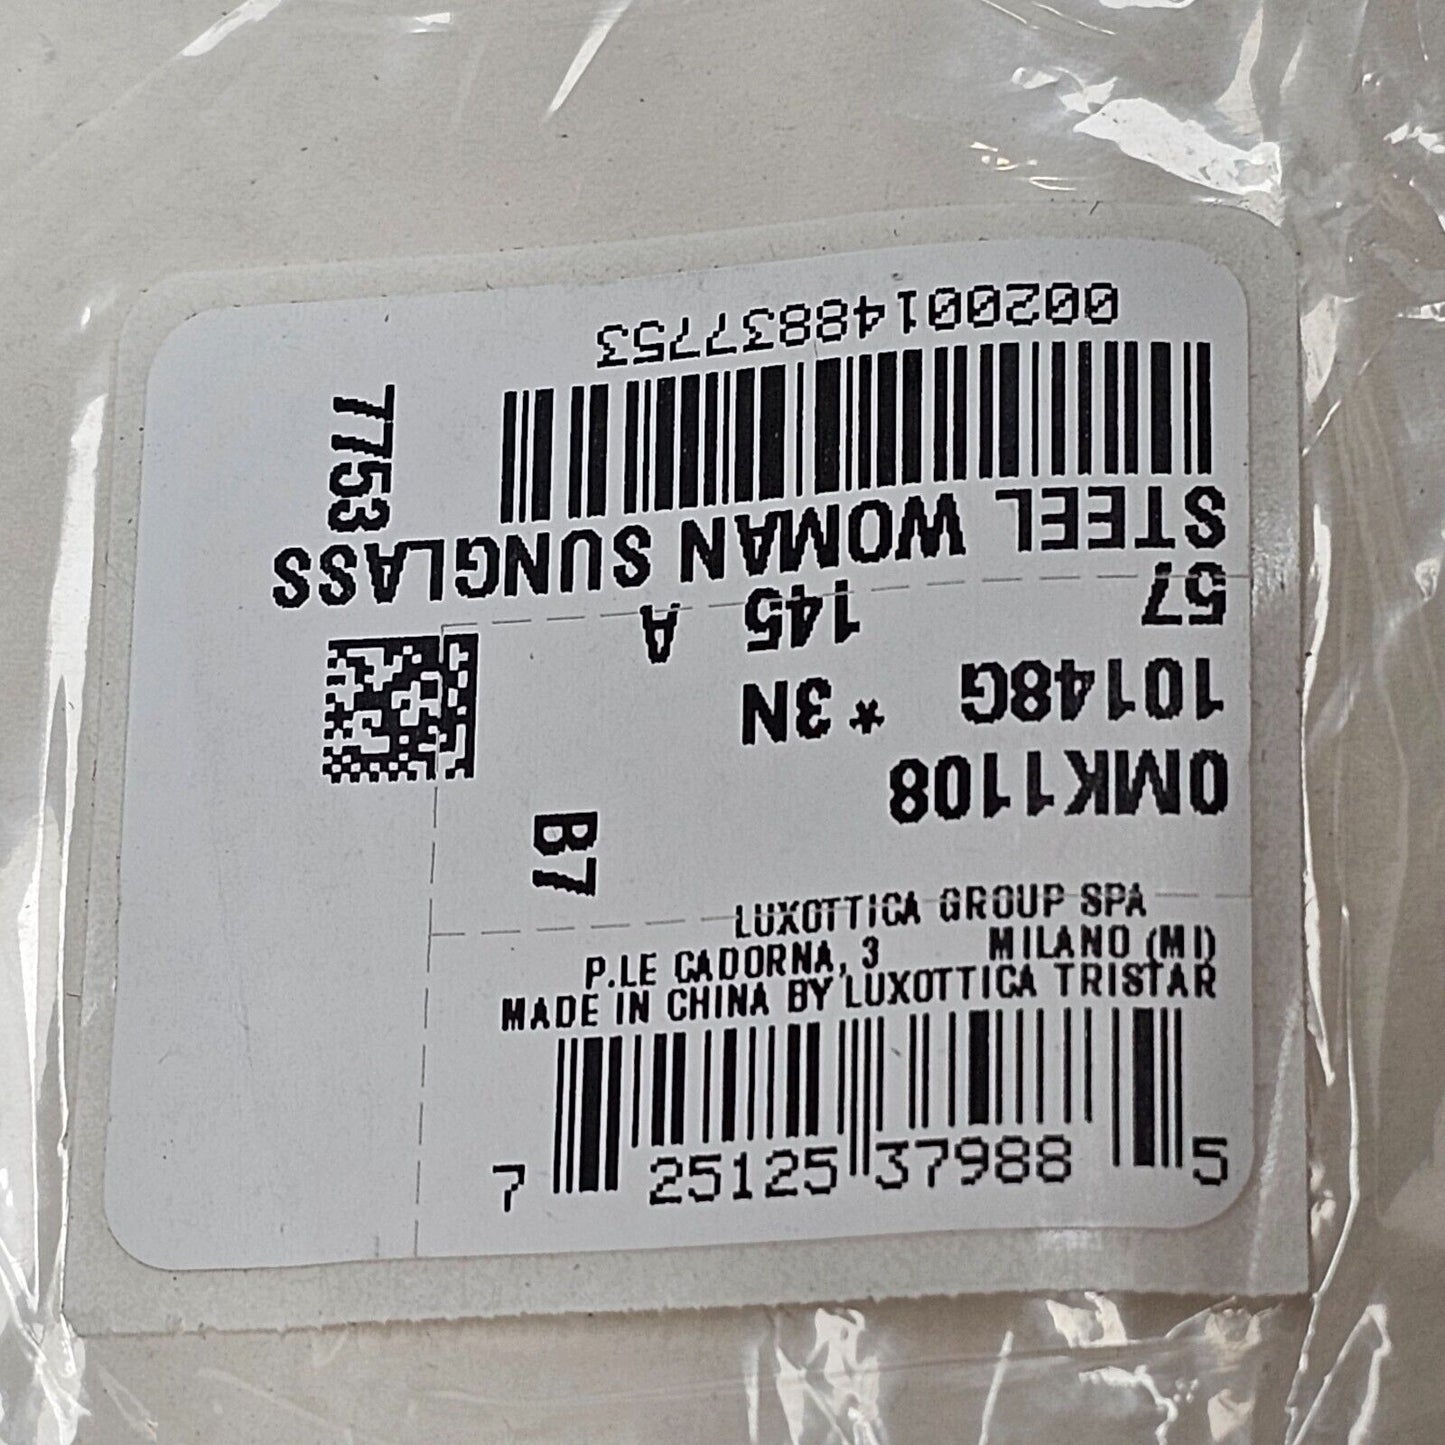 7 25125 37988 5
MADE IN CHINA BY LUXOTTICA TRISTAR
P.LE CADORNA, 3 MILANO (MI)
LUXOTTICA GROUP SPA
B7
0MK1108
10148G * 3N
57 145 A
STEEL WOMAN SUNGLASS
7753
00200148837753